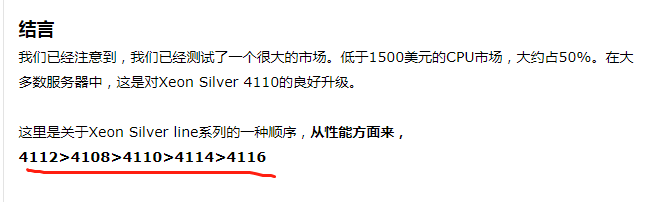 结言
我们已经注意到，我们已经测试了一个很大的市场。低于1500美元的CPU市场，大约占50%。在大
多数服务器中，这是对Xeon Silver 4110的良好升级。
这里是关于Xeon Silver line系列的一种顺序，从性能方面来，
4112>4108>4110>4114>4116